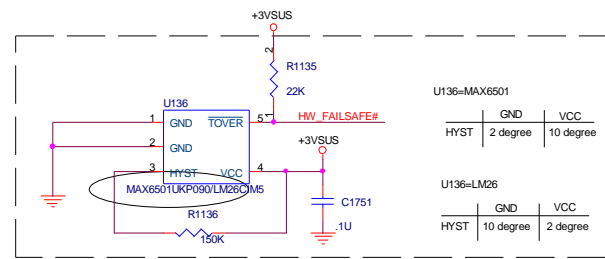 +3VSUS
2
R1135
22K
1
U136
1 GND TOVER 5 HW_FAILSAFE#
2 GND
+3VSUS
3 HYST VCC 4
MAX6501UKP090/LM26CIM5
R1136
150K
C1751
.1U
U136=MAX6501
GND VCC
HYST 2 degree 10 degree
U136=LM26
GND VCC
HYST 10 degree 2 degree